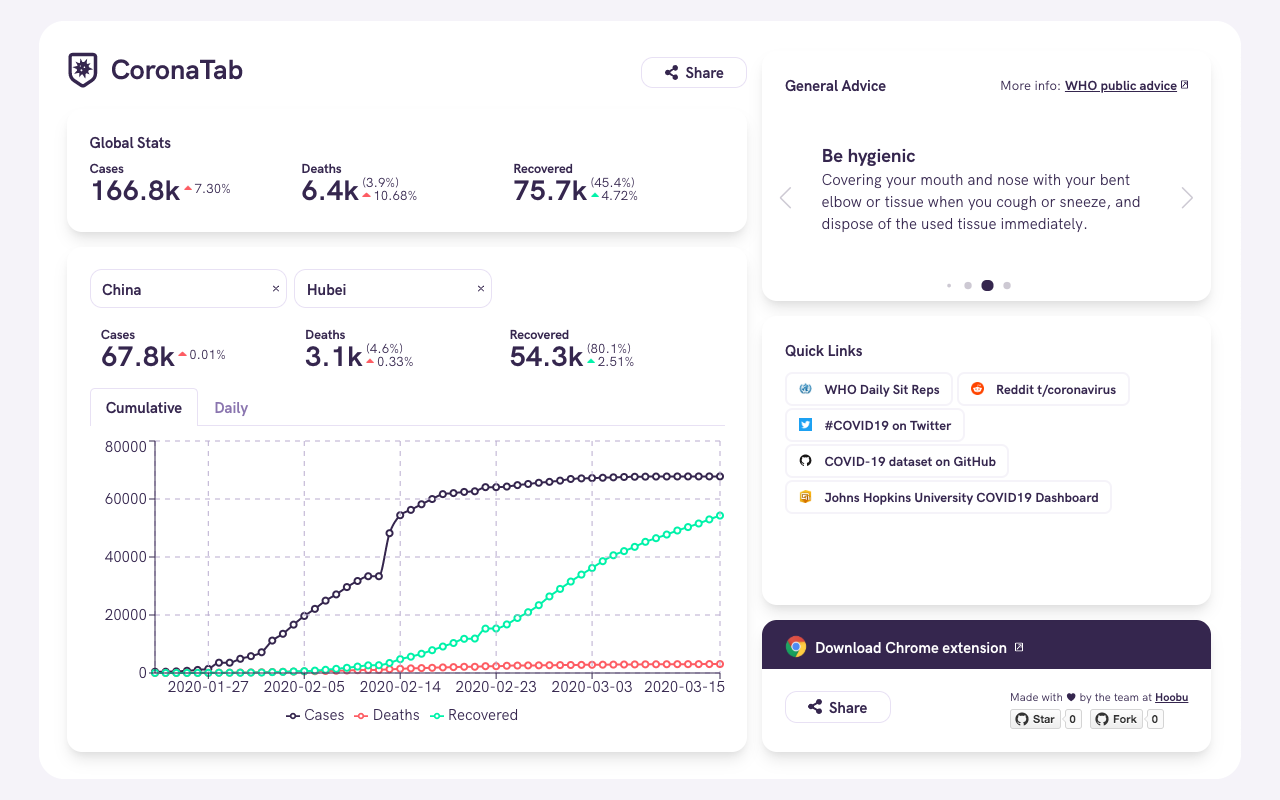 CoronaTab
Share
Global Stats
Cases
166.8k 7.30%
Deaths
6.4k (3.9%) 10.68%
Recovered
75.7k (45.4%) 4.72%
China ×
Hubei ×
Cases
67.8k 0.01%
Deaths
3.1k (4.6%) 0.33%
Recovered
54.3k (80.1%) 2.51%
Cumulative
Daily
80000
60000
40000
20000
0
2020-01-27 2020-02-05 2020-02-14 2020-02-23 2020-03-03 2020-03-15
Cases Deaths Recovered
General Advice
More info: WHO public advice
Be hygienic
Covering your mouth and nose with your bent
elbow or tissue when you cough or sneeze, and
dispose of the used tissue immediately.
Quick Links
WHO Daily Sit Reps
Reddit t/coronavirus
#COVID19 on Twitter
COVID-19 dataset on GitHub
Johns Hopkins University COVID19 Dashboard
Download Chrome extension
Share
Made with by the team at Hoobu
Star 0 Fork 0